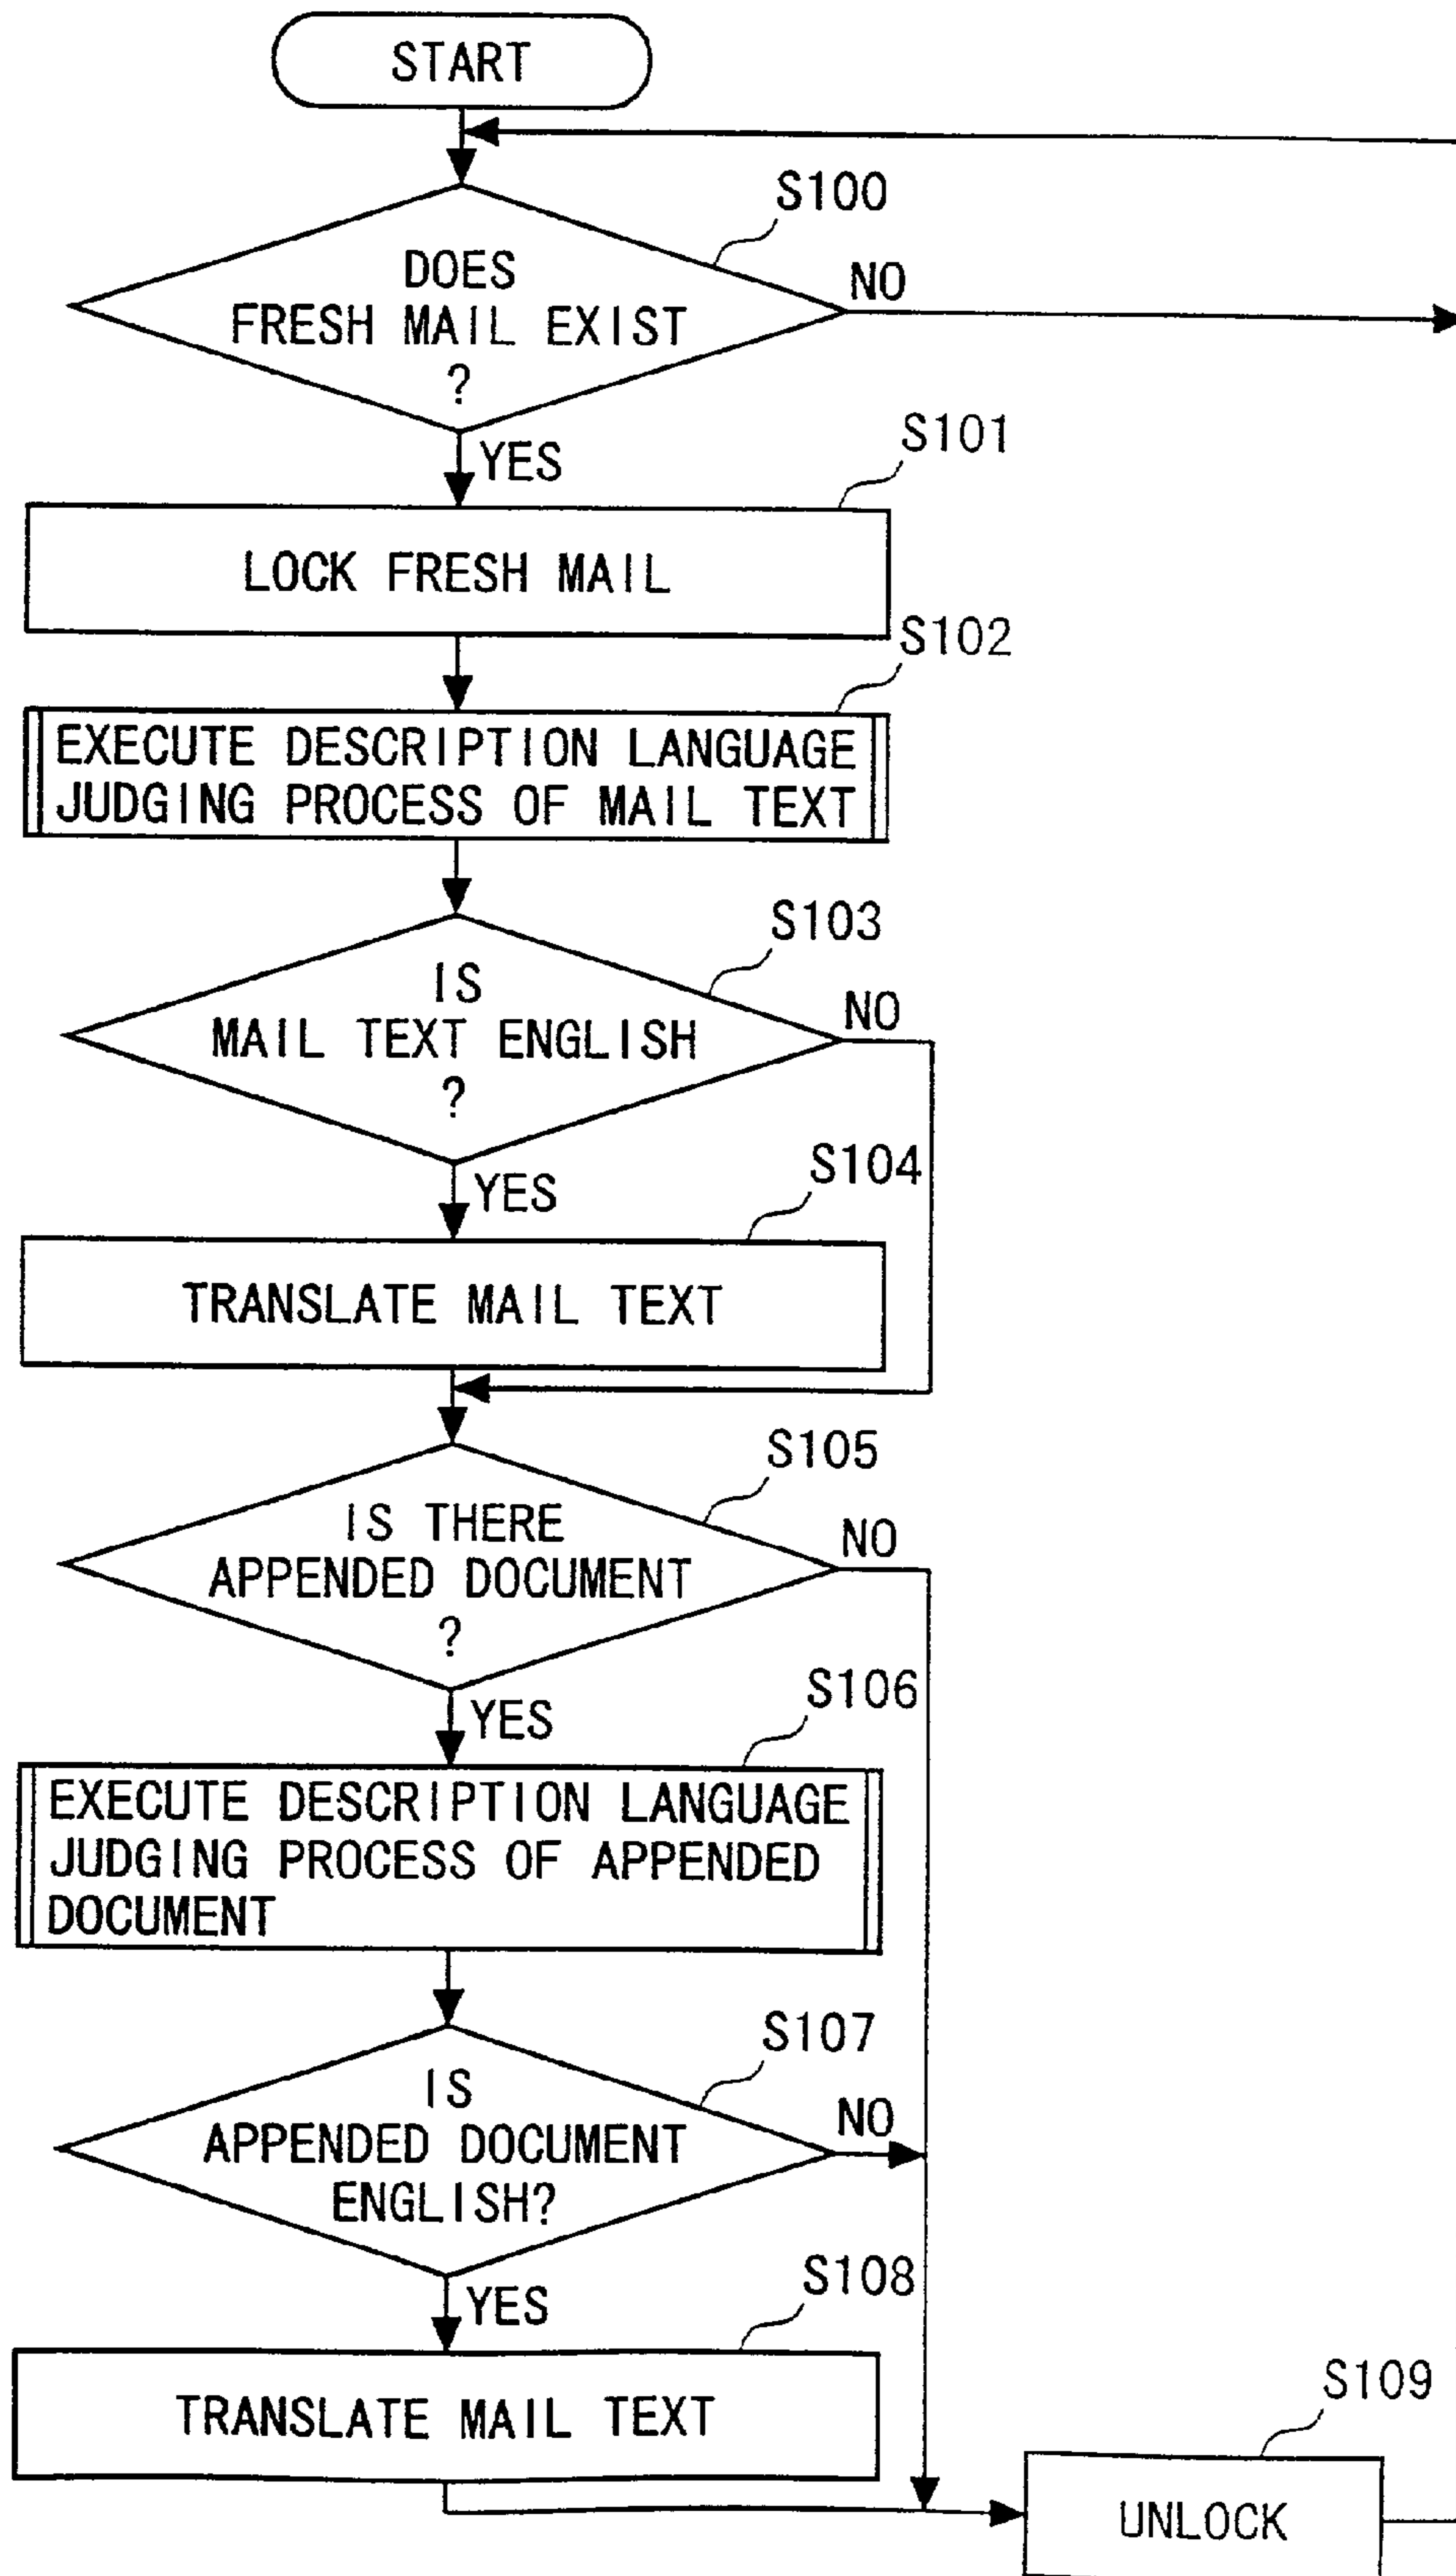 START
S100
DOES
FRESH MAIL EXIST
?
NO
YES
S101
LOCK FRESH MAIL
S102
EXECUTE DESCRIPTION LANGUAGE
JUDGING PROCESS OF MAIL TEXT
S103
IS
MAIL TEXT ENGLISH
?
NO
YES
S104
TRANSLATE MAIL TEXT
S105
IS THERE
APPENDED DOCUMENT
?
NO
YES
S106
EXECUTE DESCRIPTION LANGUAGE
JUDGING PROCESS OF APPENDED
DOCUMENT
S107
IS
APPENDED DOCUMENT
ENGLISH?
NO
YES
S108
TRANSLATE MAIL TEXT
S109
UNLOCK